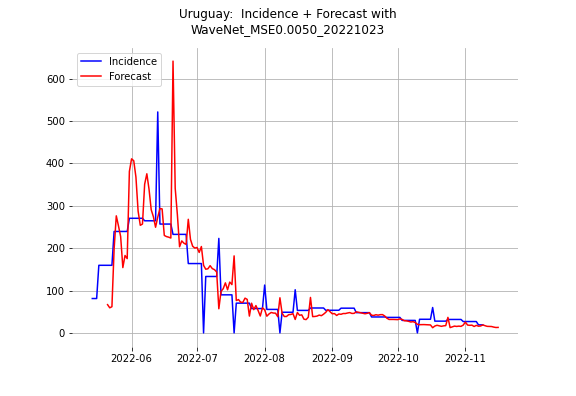 Uruguay:  Incidence + Forecast with
WaveNet_MSE0.0050_20221023
Incidence
Forecast
600
500
400
300
200
100
0
2022-06 2022-07 2022-08 2022-09 2022-10 2022-11